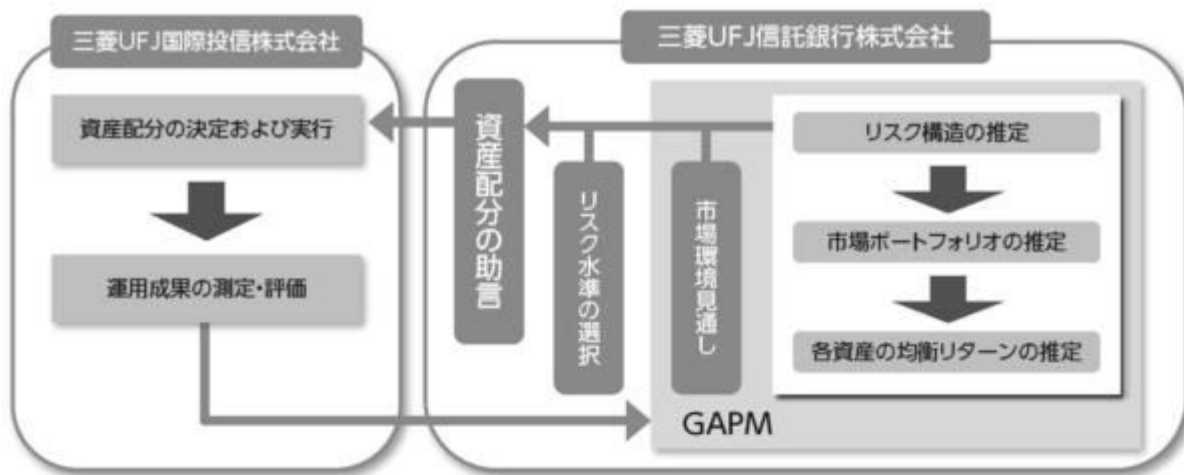 三菱UFJ国際投信株式会社
資産配分の決定および実行
運用成果の測定・評価
三菱UFJ信託銀行株式会社
資産配分の助言
リスク水準の選択
市場環境見通し
リスク構造の推定
市場ポートフォリオの推定
各資産の均衡リターンの推定
GAPM